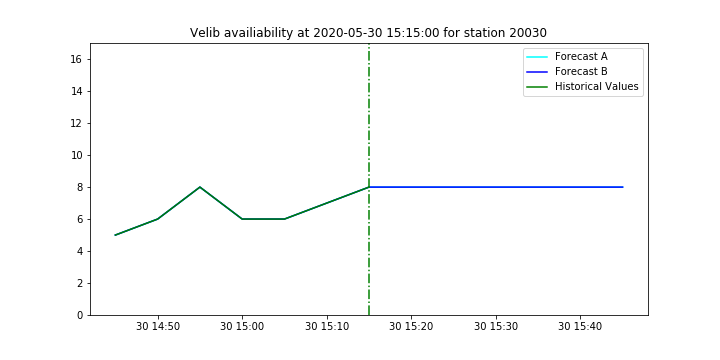 Velib availiability at 2020-05-30 15:15:00 for station 20030
Forecast A
Forecast B
Historical Values
16
14
12
10
8
6
4
2
0
30 14:50 30 15:00 30 15:10 30 15:20 30 15:30 30 15:40